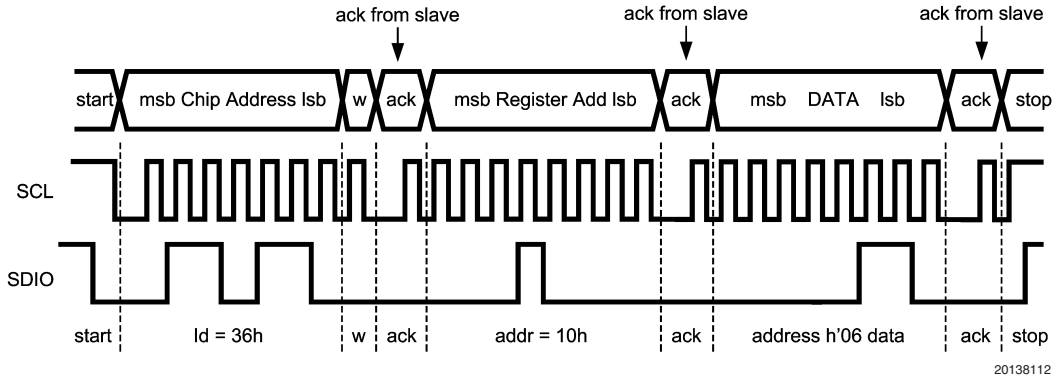 ack from slave ack from slave ack from slave
start msb Chip Address lsb w ack msb Register Add lsb ack msb DATA lsb ack stop
SCL
SDIO
start Id = 36h w ack addr = 10h ack address h'06 data ack stop
20138112